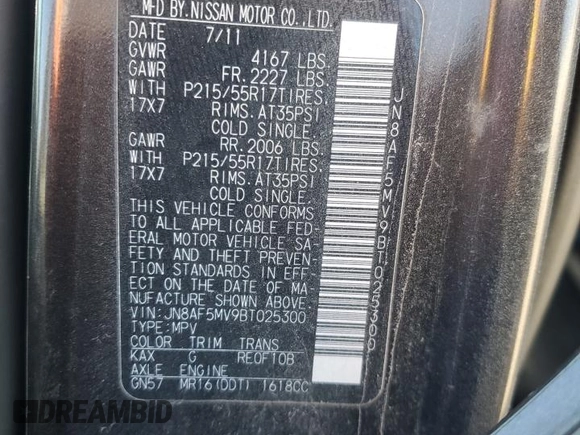 MFD BY.NISSAN MOTOR CO.,LTD.
DATE 7/11
GVWR 4167 LBS.
GAWR FR.2227 LBS.
WITH P215/55R17TIRES.
17X7 RIMS.AT35PSI
COLD SINGLE.
GAWR RR.2006 LBS.
WITH P215/55R17TIRES.
17X7 RIMS.AT35PSI
COLD SINGLE.
THIS VEHICLE CONFORMS
TO ALL APPLICABLE FED-
ERAL MOTOR VEHICLE SA-
FETY AND THEFT PREVEN-
TION STANDARDS IN EFF-
ECT ON THE DATE OF MA-
NUFACTURE SHOWN ABOVE.
VIN:JN8AF5MV9BT025300
TYPE:MPV
COLOR TRIM TRANS
KAX G RE0F10B
AXLE ENGINE
GN57 MR16(DDT) 1618CC
JN8AF5MV9BT025300
DREAMBID